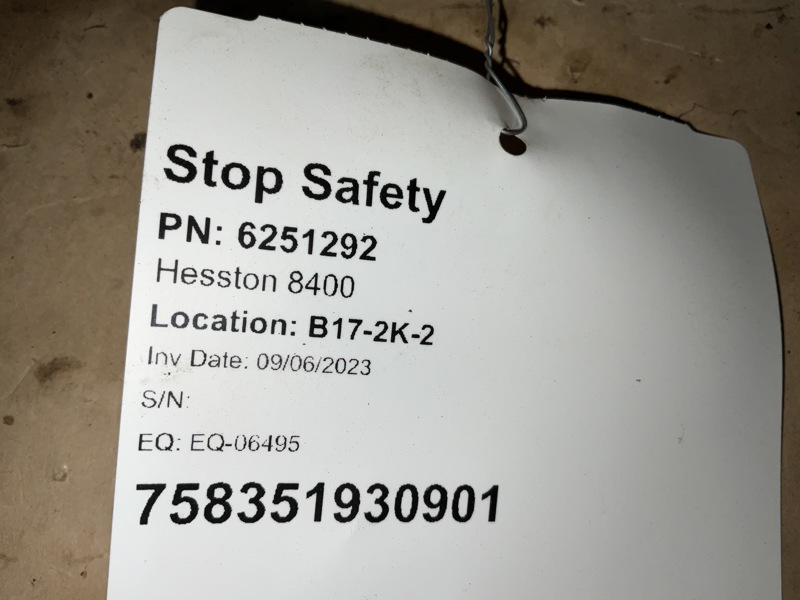 Stop Safety
PN: 6251292
Hesston 8400
Location: B17-2K-2
Inv Date: 09/06/2023
S/N:
EQ: EQ-06495
758351930901